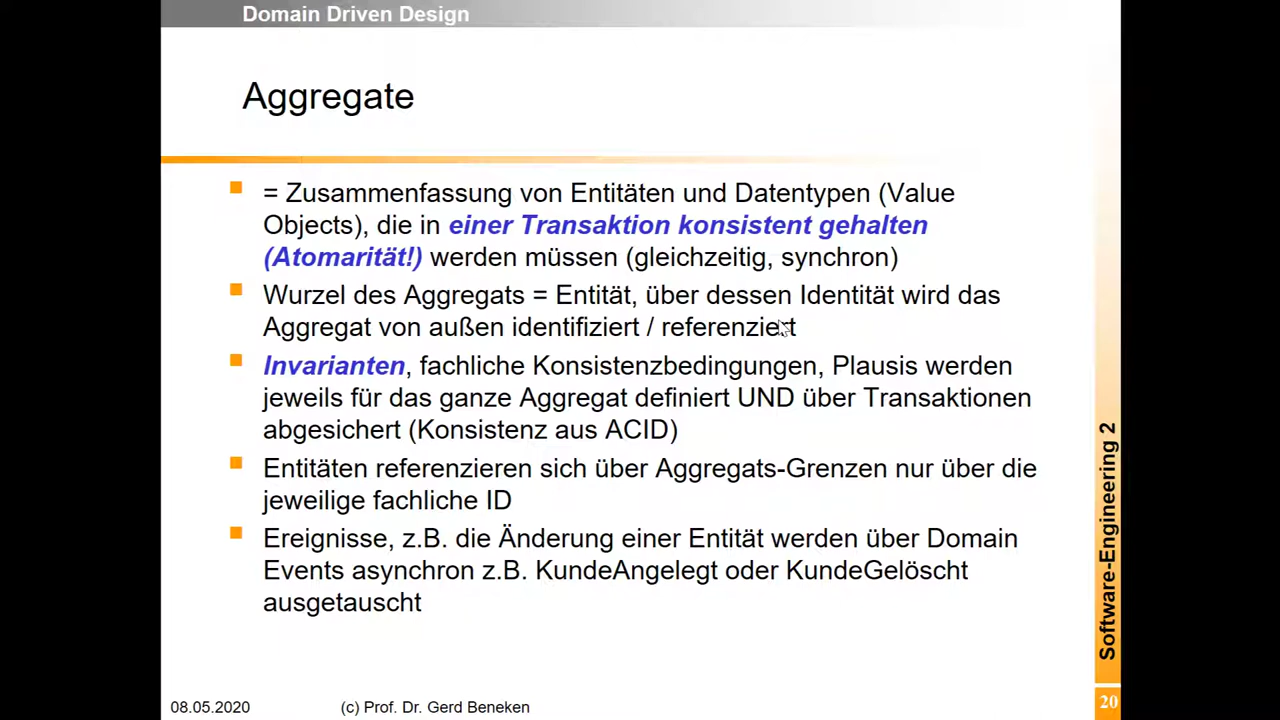 Domain Driven Design
Aggregate
= Zusammenfassung von Entitäten und Datentypen (Value
Objects), die in einer Transaktion konsistent gehalten
(Atomarität!) werden müssen (gleichzeitig, synchron)
Wurzel des Aggregats = Entität, über dessen Identität wird das
Aggregat von außen identifiziert / referenziert
Invarianten, fachliche Konsistenzbedingungen, Plausis werden
jeweils für das ganze Aggregat definiert UND über Transaktionen
abgesichert (Konsistenz aus ACID)
Entitäten referenzieren sich über Aggregats-Grenzen nur über die
jeweilige fachliche ID
Ereignisse, z.B. die Änderung einer Entität werden über Domain
Events asynchron z.B. KundeAngelegt oder KundeGelöscht
ausgetauscht
Software-Engineering 2
08.05.2020
(c) Prof. Dr. Gerd Beneken
20